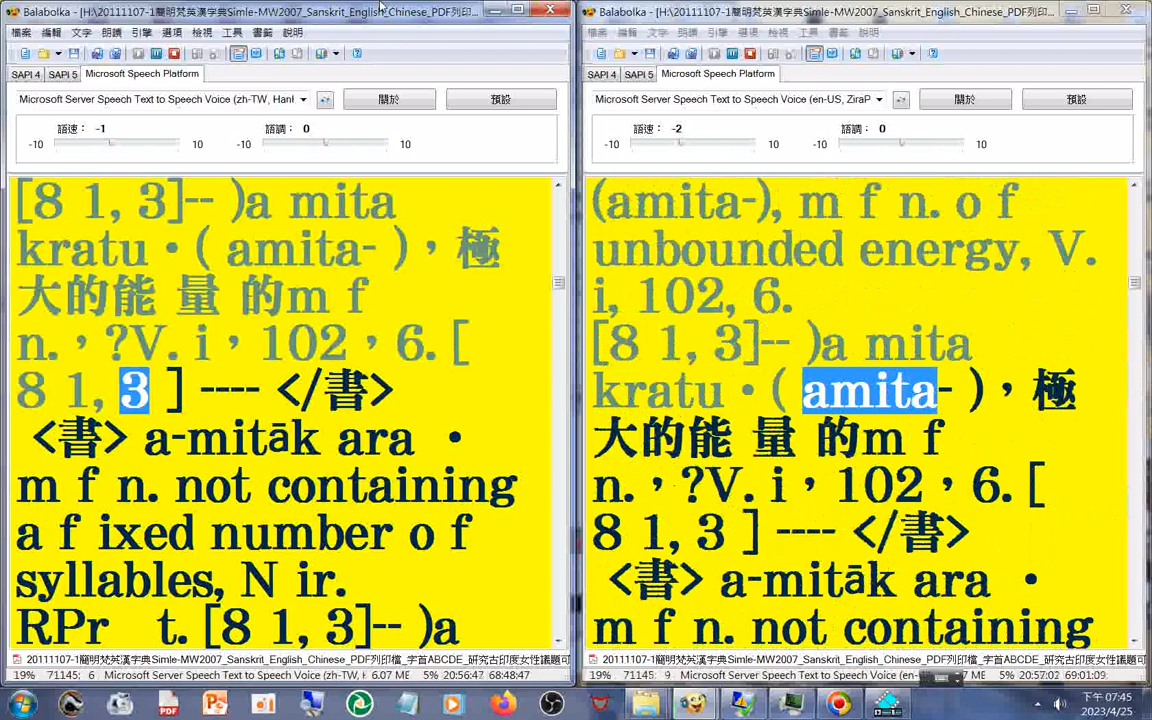 Balabolka - [H:\20111107-1簡明梵英漢字典Simle-MW2007_Sanskrit_English_Chinese_PDF列印...
檔案 編輯 文字 朗讀 引擎 選項 檢視 工具 書籤 說明
SAPI 4 SAPI 5 Microsoft Speech Platform
Microsoft Server Speech Text to Speech Voice (zh-TW, HanH 關於 預設
語速： -1 語調： 0
-10 10 -10 10
[8 1, 3]-- )a mita
kratu •( amita- )，極
大的能 量 的m f
n.，?V. i，102，6. [
8 1, 3 ] ---- </書>
<書> a-mitāk ara •
m f n. not containing
a f ixed number o f
syllables, N ir.
RPr t. [8 1, 3]-- )a
20111107-1簡明梵英漢字典Simle-MW2007_Sanskrit_English_Chinese_PDF列印檔_字首ABCDE_研究古印度女性議題可
19% 71145: 6 Microsoft Server Speech Text to Speech Voice (zh-TW, 6.07 ME 5% 20:56:47 68:48:47
Balabolka - [H:\20111107-1簡明梵英漢字典Simle-MW2007_Sanskrit_English_Chinese_PDF列印...
檔案 編輯 文字 朗讀 引擎 選項 檢視 工具 書籤 說明
SAPI 4 SAPI 5 Microsoft Speech Platform
Microsoft Server Speech Text to Speech Voice (en-US, ZiraP 關於 預設
語速： -2 語調： 0
-10 10 -10 10
(amita-), m f n. o f
unbounded energy, V.
i, 102, 6.
[8 1, 3]-- )a mita
kratu •( amita- )，極
大的能 量 的m f
n.，?V. i，102，6. [
8 1, 3 ] ---- </書>
<書> a-mitāk ara •
m f n. not containing
20111107-1簡明梵英漢字典Simle-MW2007_Sanskrit_English_Chinese_PDF列印檔_字首ABCDE_研究古印度女性議題可
19% 71145: 9 Microsoft Server Speech Text to Speech Voice (en-US 5% 20:57:02 69:01:09
下午 07:45
2023/4/25